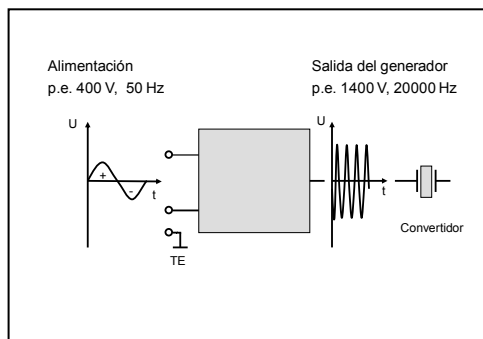 Alimentación
p.e. 400 V, 50 Hz
Salida del generador
p.e. 1400 V, 20000 Hz
U
+
-
t
TE
U
t
Convertidor